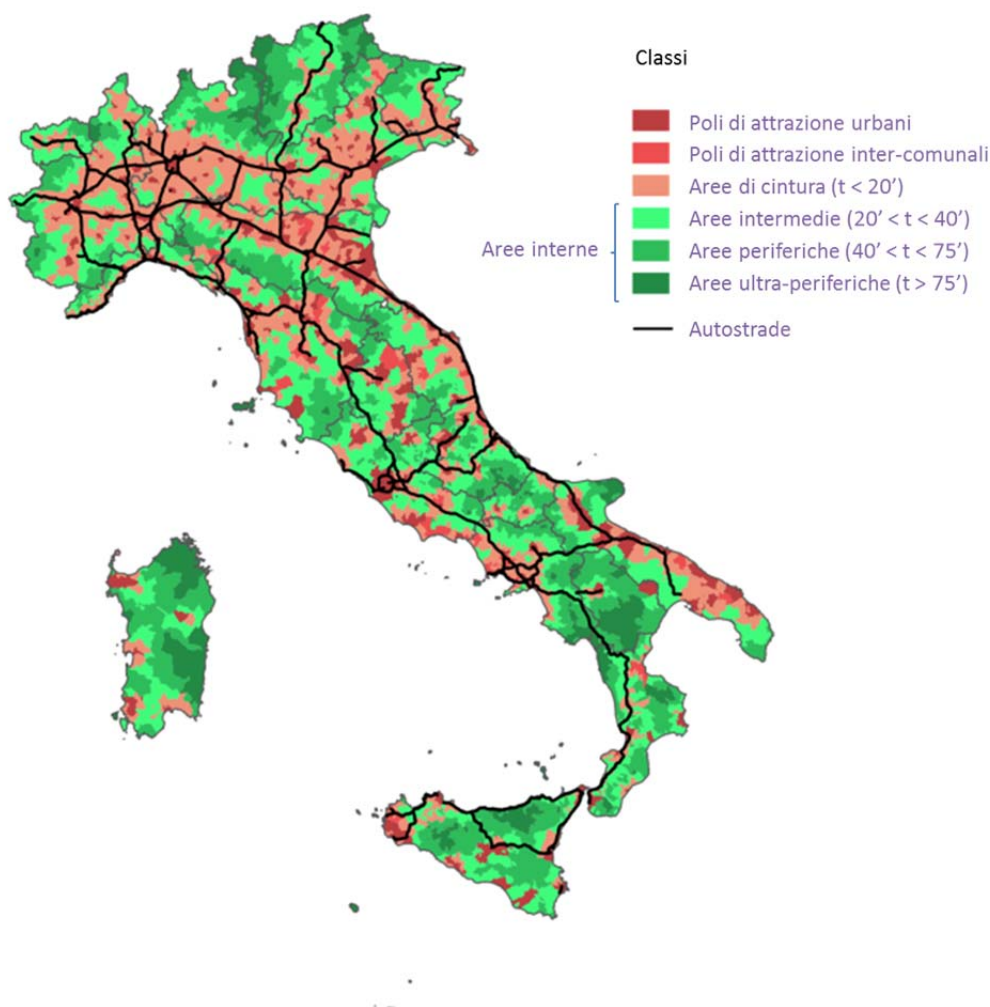 Classi
Poli di attrazione urbani
Poli di attrazione inter-comunali
Aree di cintura (t < 20’)
Aree intermedie (20’ < t < 40’)
Aree interne
Aree periferiche (40’ < t < 75’)
Aree ultra-periferiche (t > 75’)
Autostrade